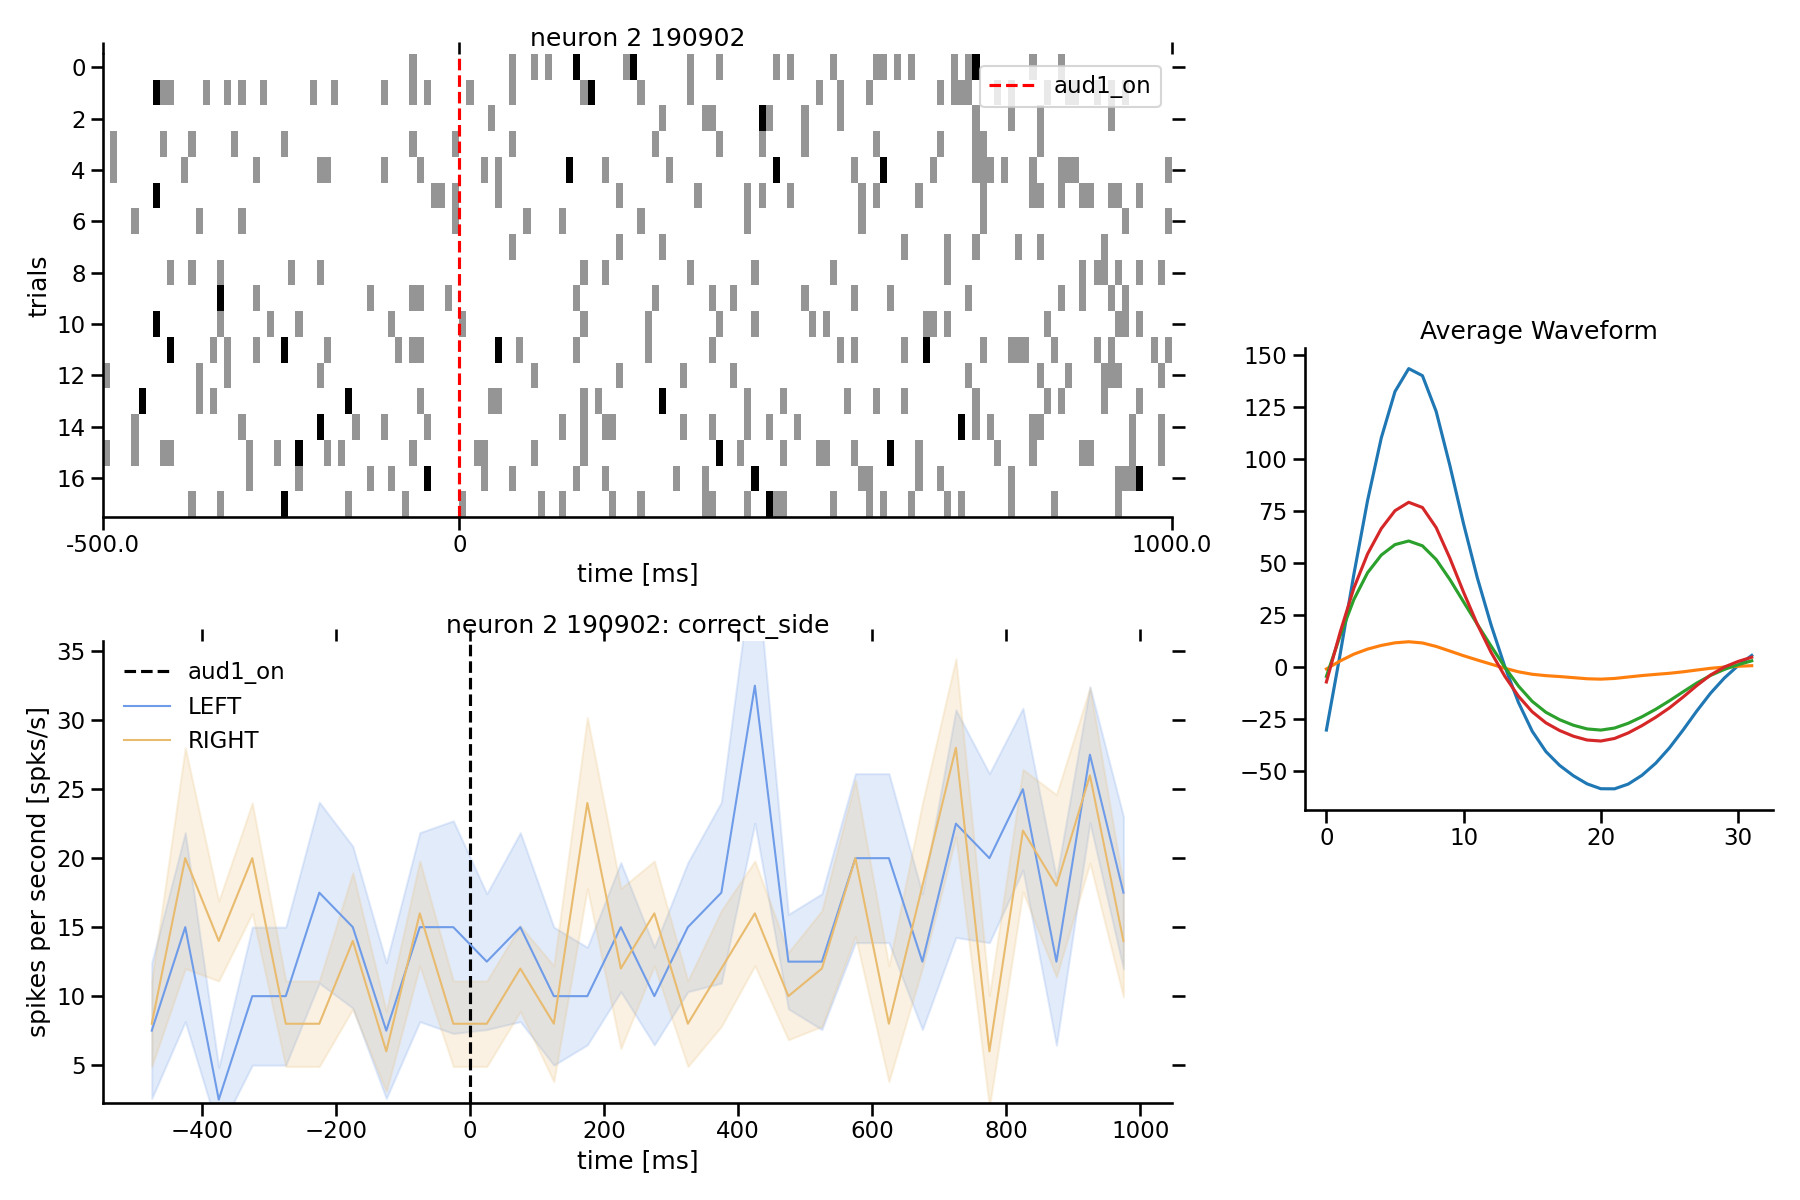 neuron 2 190902
aud1_on
0
2
4
6
8
10
12
14
16
trials
-500.0 0 1000.0
time [ms]
Average Waveform
150
125
100
75
50
25
0
−25
−50
0 10 20 30
neuron 2 190902: correct_side
aud1_on
LEFT
RIGHT
35
30
25
20
15
10
5
spikes per second [spks/s]
−400 −200 0 200 400 600 800 1000
time [ms]